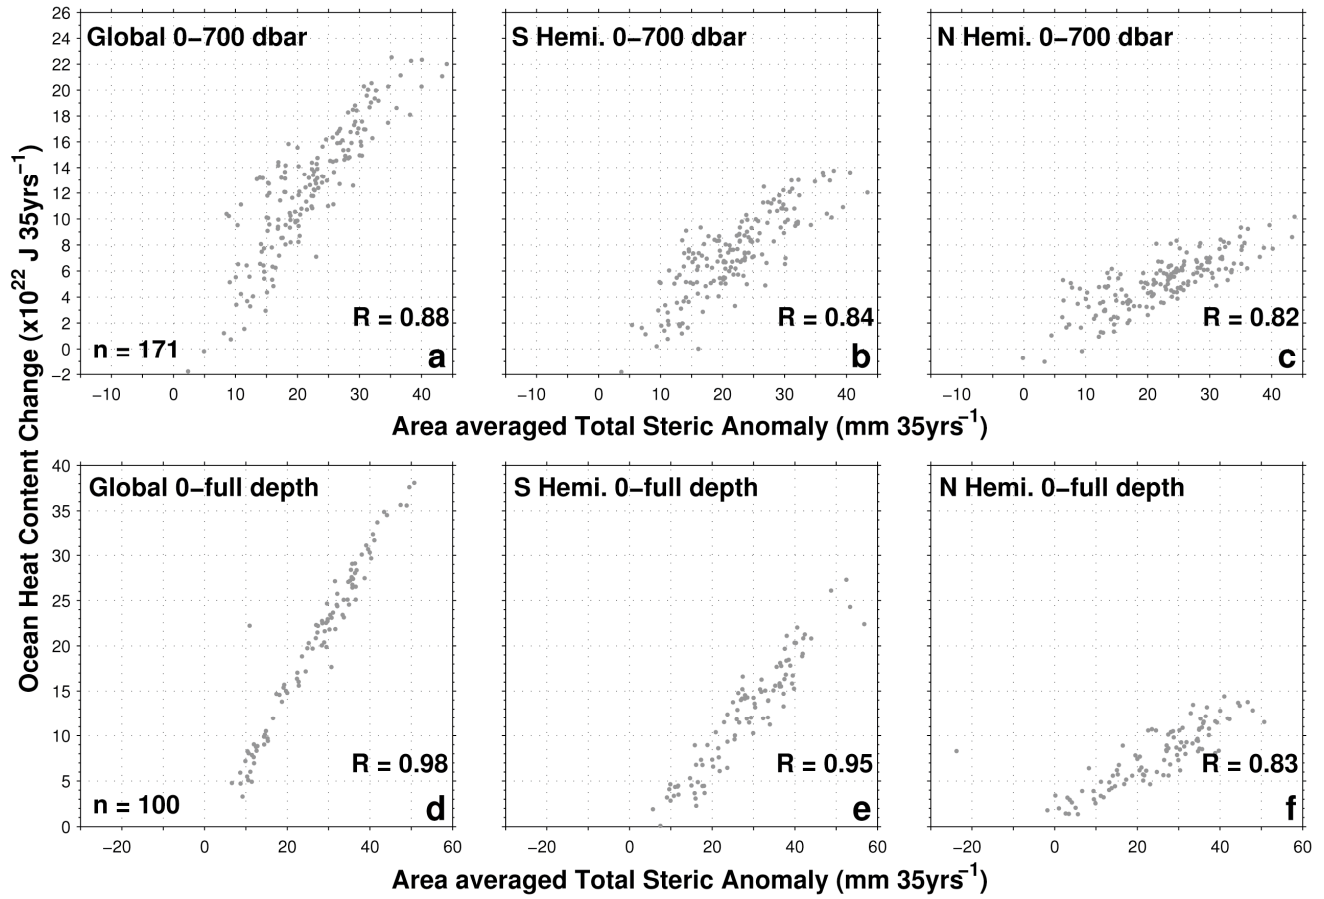 Global 0−700 dbar
S Hemi. 0−700 dbar
N Hemi. 0−700 dbar
26
24
22
20
18
16
14
12
10
8
6
4
2
0
−2
R = 0.88
R = 0.84
R = 0.82
n = 171
a
b
c
−10 0 10 20 30 40
−10 0 10 20 30 40
−10 0 10 20 30 40
Area averaged Total Steric Anomaly (mm 35yrs−1)
Ocean Heat Content Change (x1022 J 35yrs−1)
Global 0−full depth
S Hemi. 0−full depth
N Hemi. 0−full depth
40
35
30
25
20
15
10
5
0
R = 0.98
R = 0.95
R = 0.83
n = 100
d
e
f
−20 0 20 40 60
−20 0 20 40 60
−20 0 20 40 60
Area averaged Total Steric Anomaly (mm 35yrs−1)